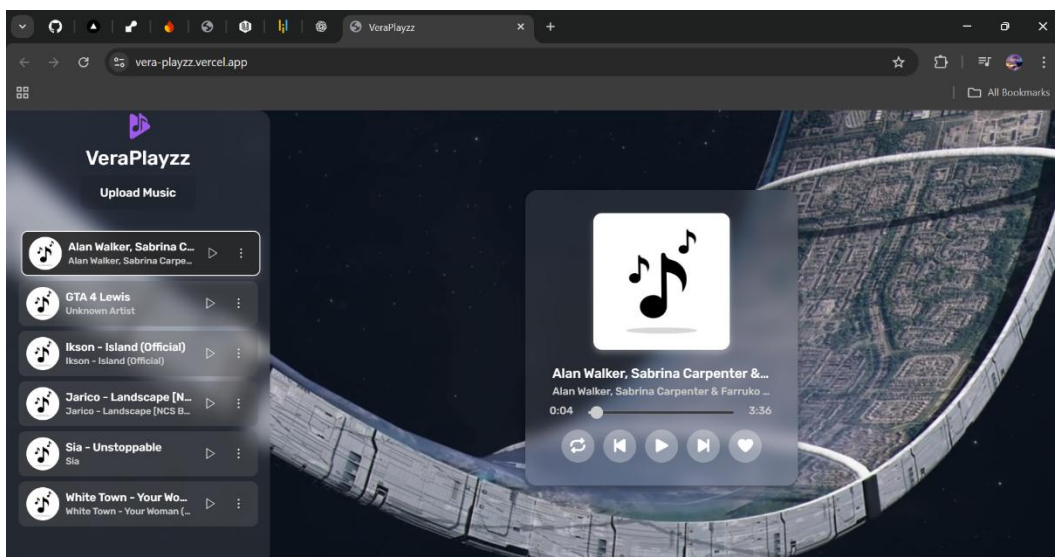 VeraPlayzz
vera-playzz.vercel.app
All Bookmarks
VeraPlayzz
Upload Music
Alan Walker, Sabrina C...
Alan Walker, Sabrina Carpe...
GTA 4 Lewis
Unknown Artist
Ikson - Island (Official)
Ikson - Island (Official)
Jarico - Landscape [N...
Jarico - Landscape [NCS B...
Sia - Unstoppable
Sia
White Town - Your Wo...
White Town - Your Woman (...
Alan Walker, Sabrina Carpenter &...
Alan Walker, Sabrina Carpenter & Farruko ...
0:04 3:36